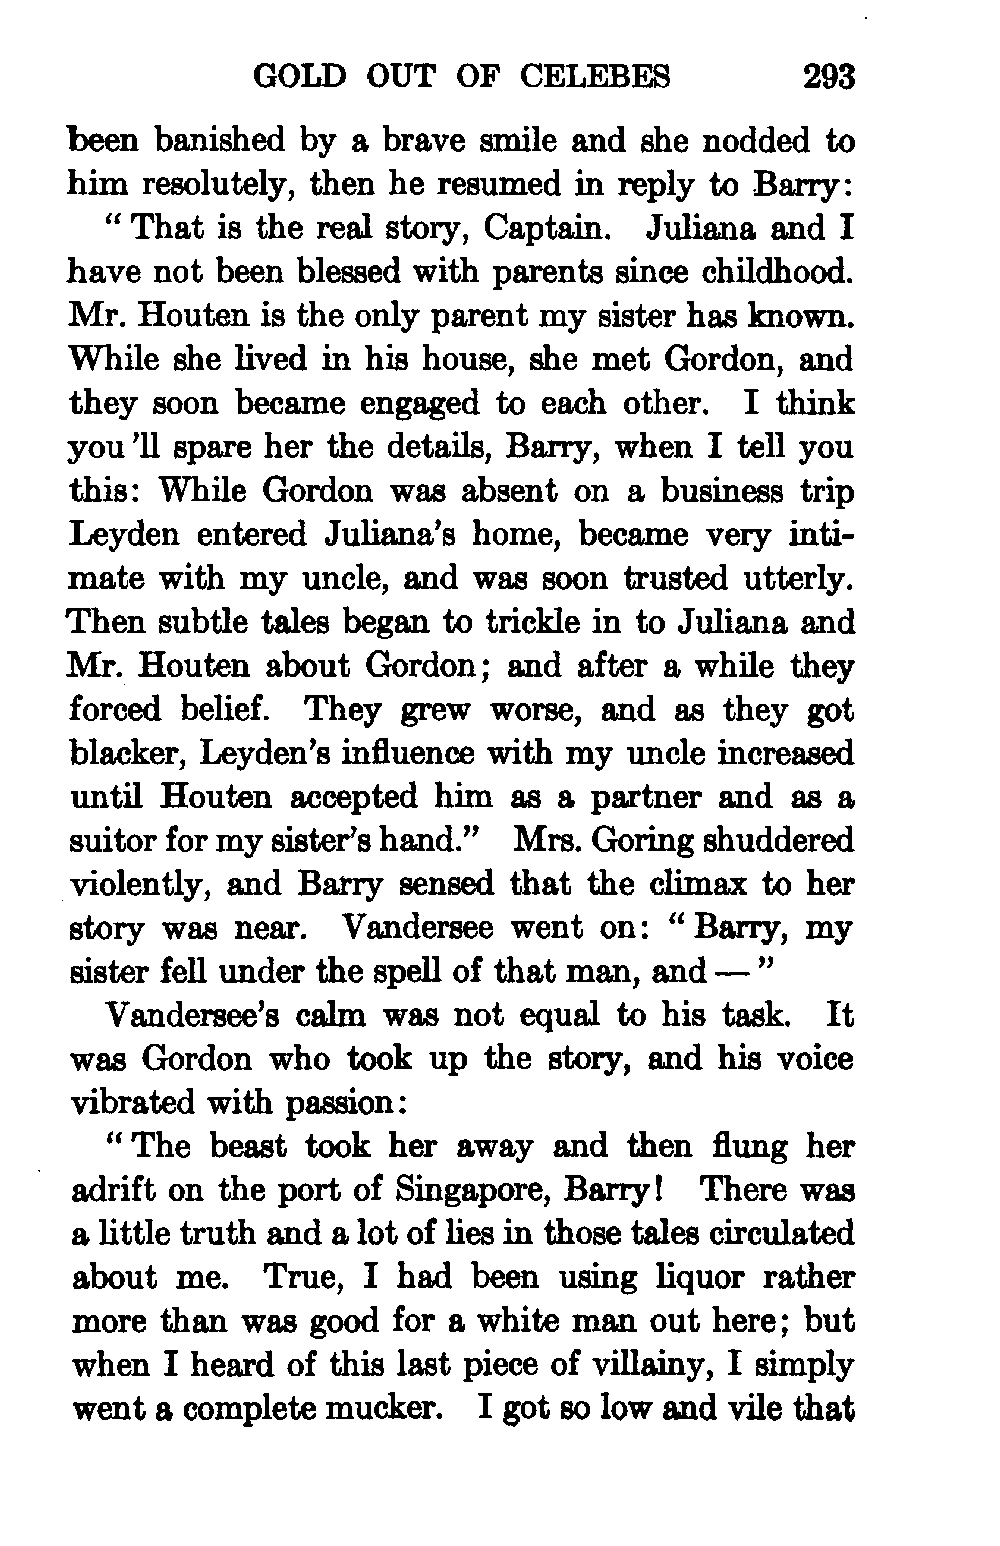 GOLD OUT OF CELEBES 293
been banished by a brave smile and she nodded to
him resolutely, then he resumed in reply to Barry:
“ That is the real story, Captain. Juliana and I
have not been blessed with parents since childhood.
Mr. Houten is the only parent my sister has known.
While she lived in his house, she met Gordon, and
they soon became engaged to each other. I think
you 'll spare her the details, Barry, when I tell you
this: While Gordon was absent on a business trip
Leyden entered Juliana's home, became very inti-
mate with my uncle, and was soon trusted utterly.
Then subtle tales began to trickle in to Juliana and
Mr. Houten about Gordon; and after a while they
forced belief. They grew worse, and as they got
blacker, Leyden's influence with my uncle increased
until Houten accepted him as a partner and as a
suitor for my sister's hand.” Mrs. Goring shuddered
violently, and Barry sensed that the climax to her
story was near. Vandersee went on: “ Barry, my
sister fell under the spell of that man, and — ”
Vandersee's calm was not equal to his task. It
was Gordon who took up the story, and his voice
vibrated with passion:
“ The beast took her away and then flung her
adrift on the port of Singapore, Barry! There was
a little truth and a lot of lies in those tales circulated
about me. True, I had been using liquor rather
more than was good for a white man out here; but
when I heard of this last piece of villainy, I simply
went a complete mucker. I got so low and vile that